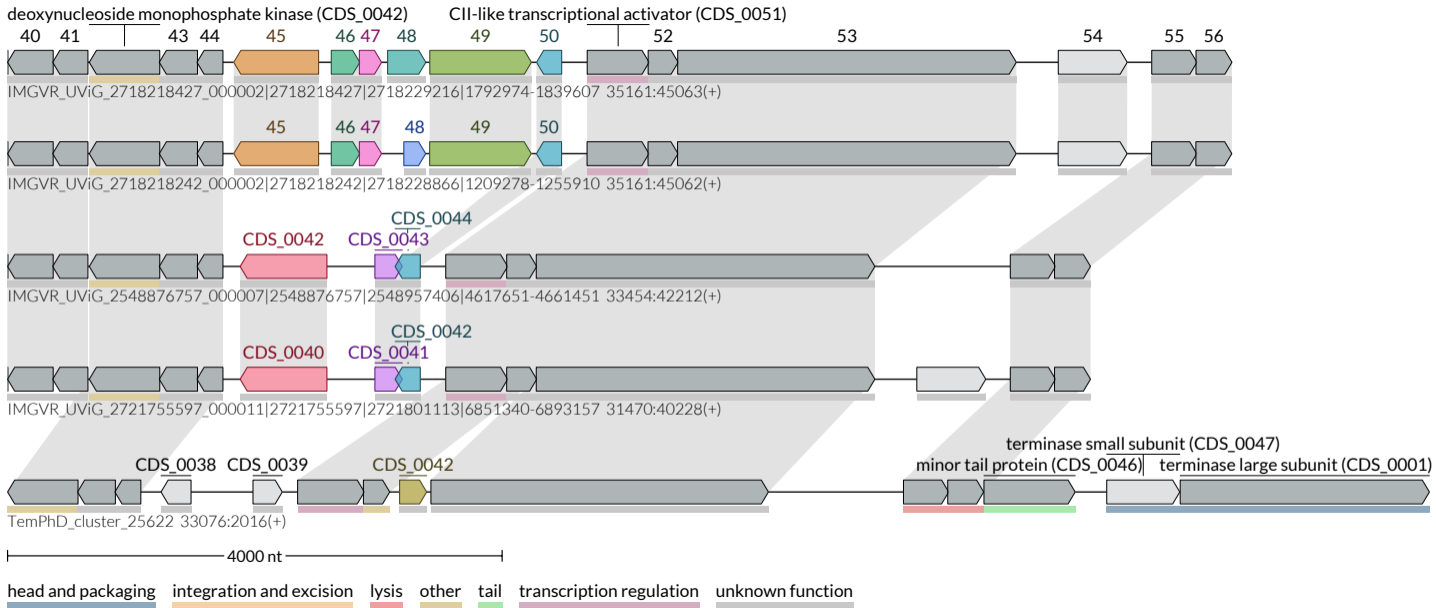 deoxynucleoside monophosphate kinase (CDS_0042) CII-like transcriptional activator (CDS_0051)
40 41 43 44 45 46 47 48 49 50 52 53 54 55 56
IMGVR_UViG_2718218427_000002|2718218427|2718229216|1792974-1839607 35161:45063(+)
45 46 47 48 49 50
IMGVR_UViG_2718218242_000002|2718218242|2718228866|1209278-1255910 35161:45062(+)
CDS_0044
CDS_0042 CDS_0043
IMGVR_UViG_2548876757_000007|2548876757|2548957406|4617651-4661451 33454:42212(+)
CDS_0042
CDS_0040 CDS_0041
IMGVR_UViG_2721755597_000011|2721755597|2721801113|6851340-6893157 31470:40228(+)
terminase small subunit (CDS_0047)
CDS_0038 CDS_0039 CDS_0042 minor tail protein (CDS_0046) terminase large subunit (CDS_0001)
TemPhD_cluster_25622 33076:2016(+)
4000 nt
head and packaging integration and excision lysis other tail transcription regulation unknown function